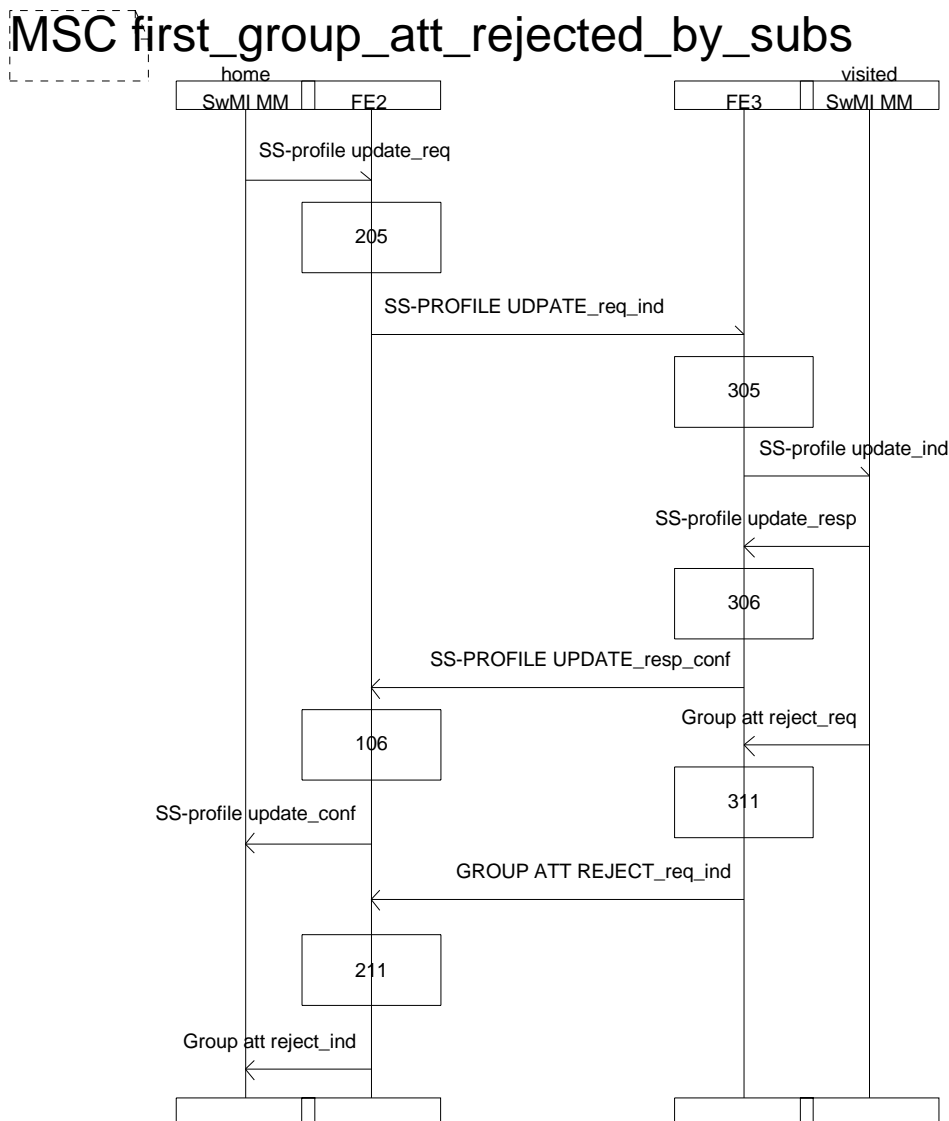 MSC first_group_att_rejected_by_subs
home
visited
SwMI MM
FE2
FE3
SwMI MM
SS-profile update_req
205
SS-PROFILE UDPATE_req_ind
305
SS-profile update_ind
SS-profile update_resp
306
SS-PROFILE UPDATE_resp_conf
Group att reject_req
106
311
SS-profile update_conf
GROUP ATT REJECT_req_ind
211
Group att reject_ind